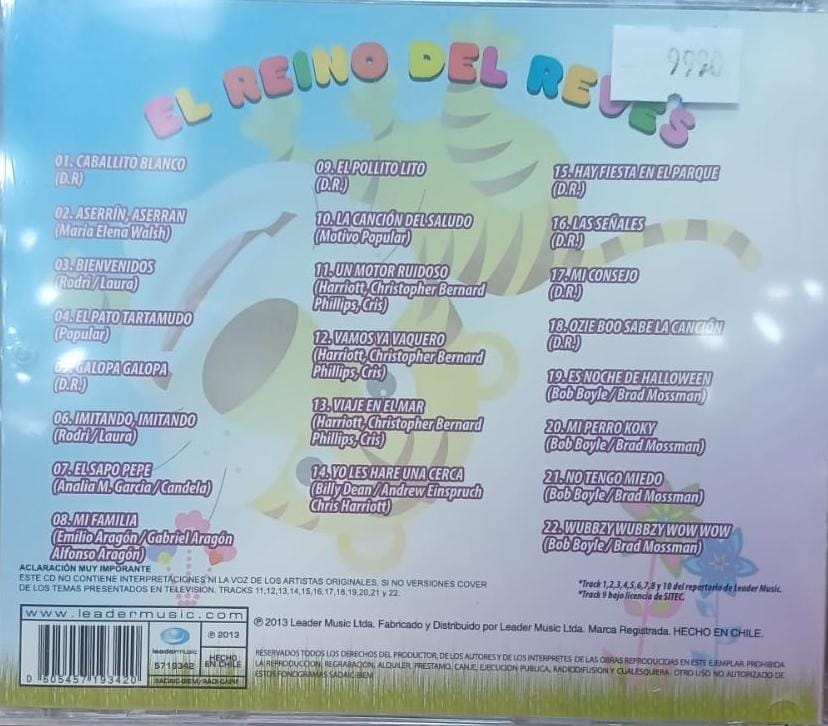 EL REINO DEL REVES
9990
01. CABALLITO BLANCO
(D.R)
02. ASERRÍN, ASERRAN
(Maria Elena Walsh)
03. BIENVENIDOS
(Rodri / Laura)
04. EL PATO TARTAMUDO
(Popular)
05. GALOPA GALOPA
(D.R.)
06. IMITANDO, IMITANDO
(Rodri / Laura)
07. EL SAPO PEPE
(Analia M. Garcia / Candela)
08. MI FAMILIA
(Emilio Aragón / Gabriel Aragón
Alfonso Aragón)
09. EL POLLITO LITO
(D.R.)
10. LA CANCIÓN DEL SALUDO
(Motivo Popular)
11. UN MOTOR RUIDOSO
(Harriott, Christopher Bernard
Phillips, Cris)
12. VAMOS YA VAQUERO
(Harriott, Christopher Bernard
Phillips, Cris)
13. VIAJE EN EL MAR
(Harriott, Christopher Bernard
Phillips, Cris)
14. YO LES HARE UNA CERCA
(Billy Dean / Andrew Einspruch
Chris Harriott)
15. HAY FIESTA EN EL PARQUE
(D.R.)
16. LAS SEÑALES
(D.R.)
17. MI CONSEJO
(D.R.)
18. OZIE BOO SABE LA CANCIÓN
(D.R.)
19. ES NOCHE DE HALLOWEEN
(Bob Boyle / Brad Mossman)
20. MI PERRO KOKY
(Bob Boyle / Brad Mossman)
21. NO TENGO MIEDO
(Bob Boyle / Brad Mossman)
22. WUBBZY WUBBZY WOW WOW
(Bob Boyle / Brad Mossman)
ACLARACION MUY IMPORANTE
ESTE CD NO CONTIENE INTERPRETACIONES NI LA VOZ DE LOS ARTISTAS ORIGINALES, SI NO VERSIONES COVER
DE LOS TEMAS PRESENTADOS EN TELEVISION. TRACKS 11,12,13,14,15,16,17,18,19,20,21 y 22.
*Track 1,2,3,4,5,6,7,8 y 10 del repertorio de Leader Music.
*Track 9 bajo licencia de SITEC.
www.leadermusic.com
0 605457 193420
leadermusic
5719342
SADAIC-BIEM/AADI-CAPIF
℗ 2013
HECHO
EN CHILE
℗ 2013 Leader Music Ltda. Fabricado y Distribuido por Leader Music Ltda. Marca Registrada. HECHO EN CHILE.
RESERVADOS TODOS LOS DERECHOS DEL PRODUCTOR, DE LOS AUTORES Y DE LOS INTERPRETES DE LAS OBRAS REPRODUCIDAS EN ESTE EJEMPLAR. PROHIBIDA
LA REPRODUCCION, REGRABACION, ALQUILER, PRESTAMO, CANJE, EJECUCION PUBLICA, RADIODIFUSION Y CUALESQUIERA OTRO USO NO AUTORIZADO DE
ESTOS FONOGRAMAS SADAIC BIEM